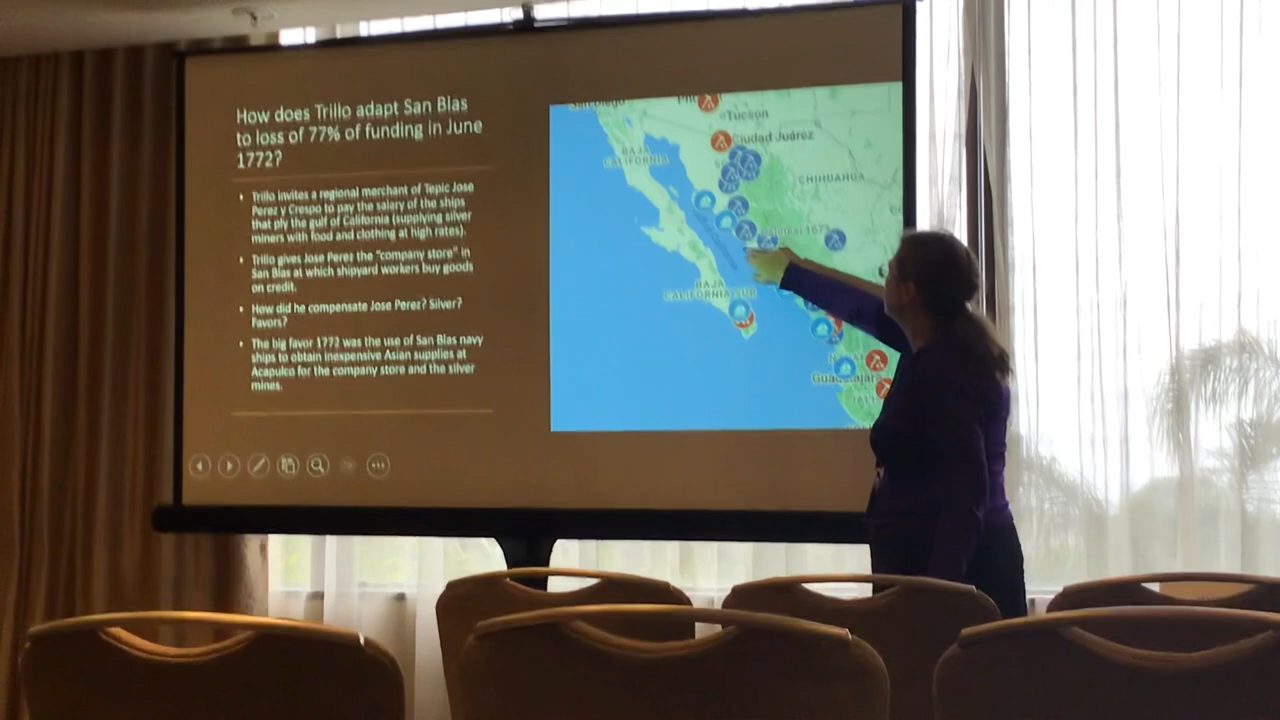 How does Trillo adapt San Blas
to loss of 77% of funding in June
1772?
• Trillo invites a regional merchant of Tepic Jose
Perez y Crespo to pay the salary of the ships
that ply the gulf of California (supplying silver
miners with food and clothing at high rates).
• Trillo gives Jose Perez the "company store" in
San Blas at which shipyard workers buy goods
on credit.
• How did he compensate Jose Perez? Silver?
Favors?
• The big favor 1772 was the use of San Blas navy
ships to obtain inexpensive Asian supplies at
Acapulco for the company store and the silver
mines.
San Diego
Tucson
Ciudad Juárez
BAJA
CALIFORNIA
CHIHUAHUA
BAJA
CALIFORNIA SUR